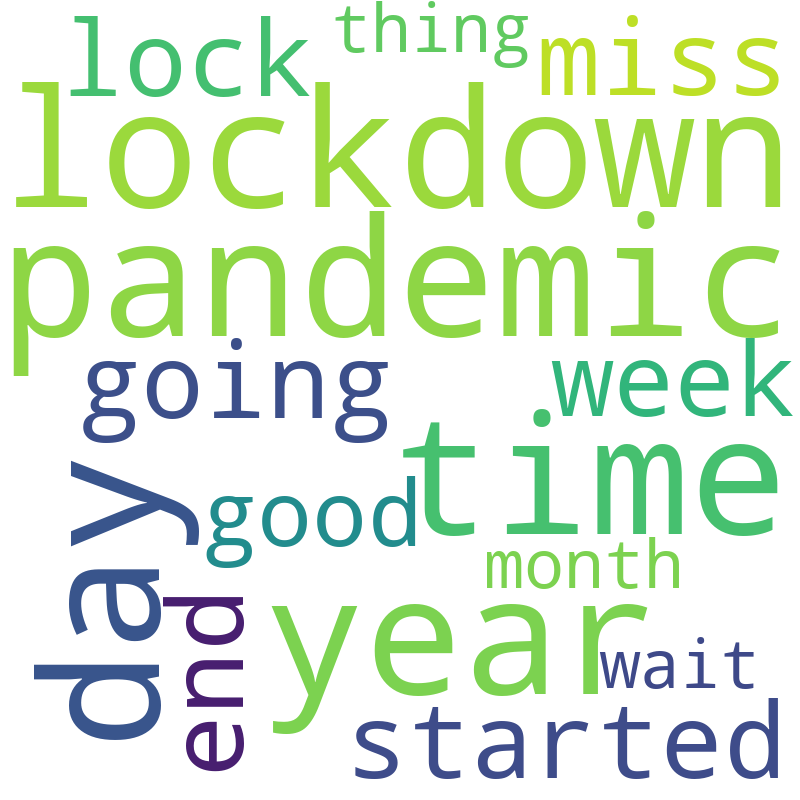 thing
lock
miss
lockdown
pandemic
going
week
time
day
good
month
end
year
wait
started